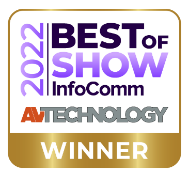 2022
BEST OF
SHOW
InfoComm
AVTECHNOLOGY
WINNER